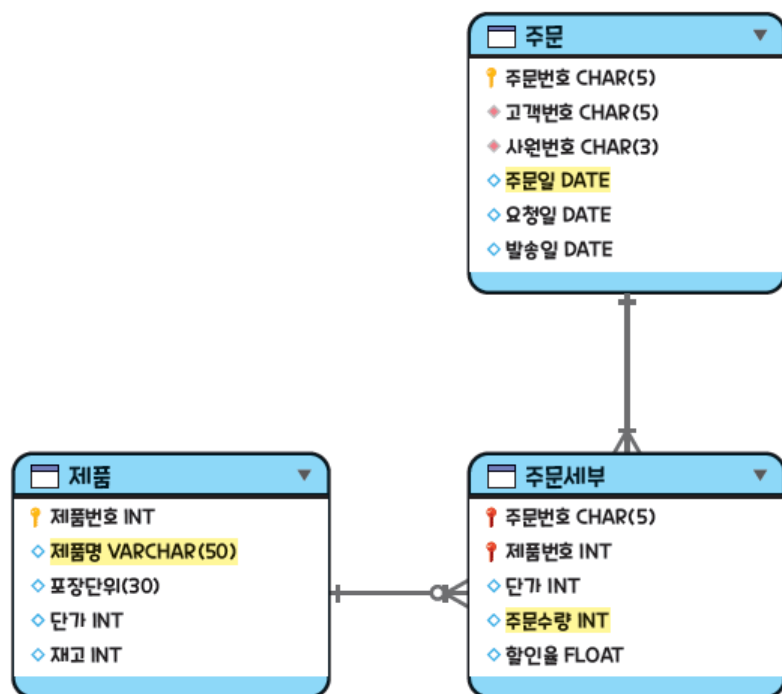 주문
주문번호 CHAR(5)
고객번호 CHAR(5)
사원번호 CHAR(3)
주문일 DATE
요청일 DATE
발송일 DATE
제품
제품번호 INT
제품명 VARCHAR(50)
포장단위(30)
단가 INT
재고 INT
주문세부
주문번호 CHAR(5)
제품번호 INT
단가 INT
주문수량 INT
할인율 FLOAT